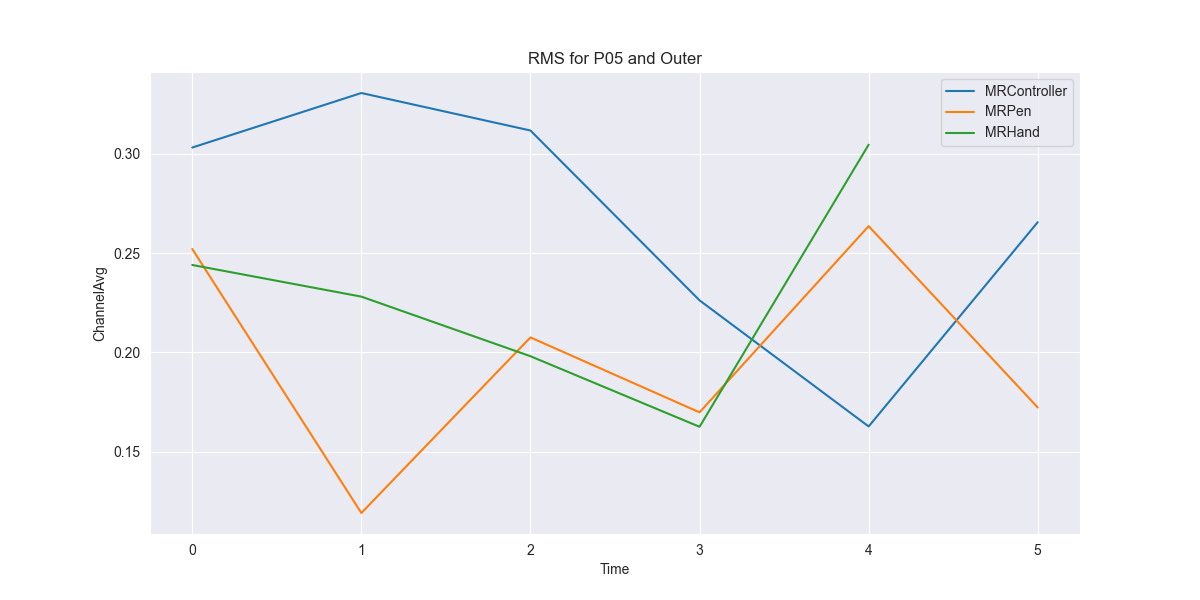 RMS for P05 and Outer
MRController
MRPen
MRHand
ChannelAvg
0.30
0.25
0.20
0.15
0 1 2 3 4 5
Time